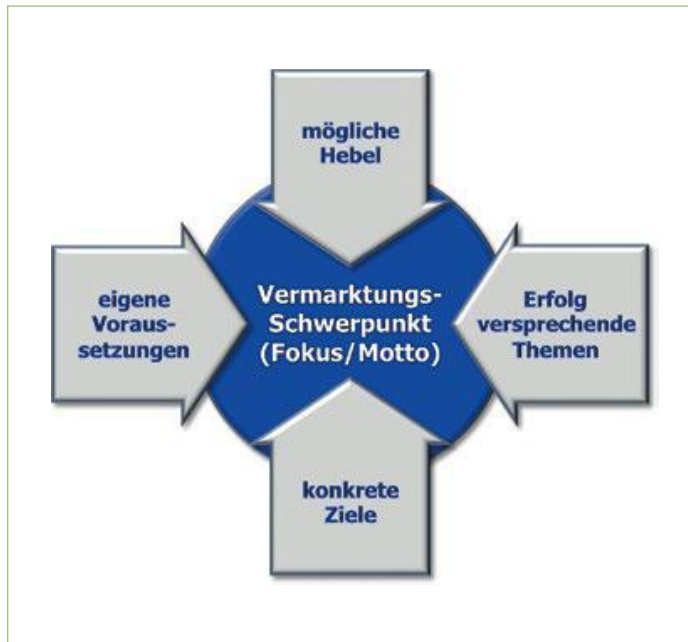 mögliche
Hebel
eigene
Voraus-
setzungen
Vermarktungs-
Schwerpunkt
(Fokus/Motto)
Erfolg
versprechende
Themen
konkrete
Ziele